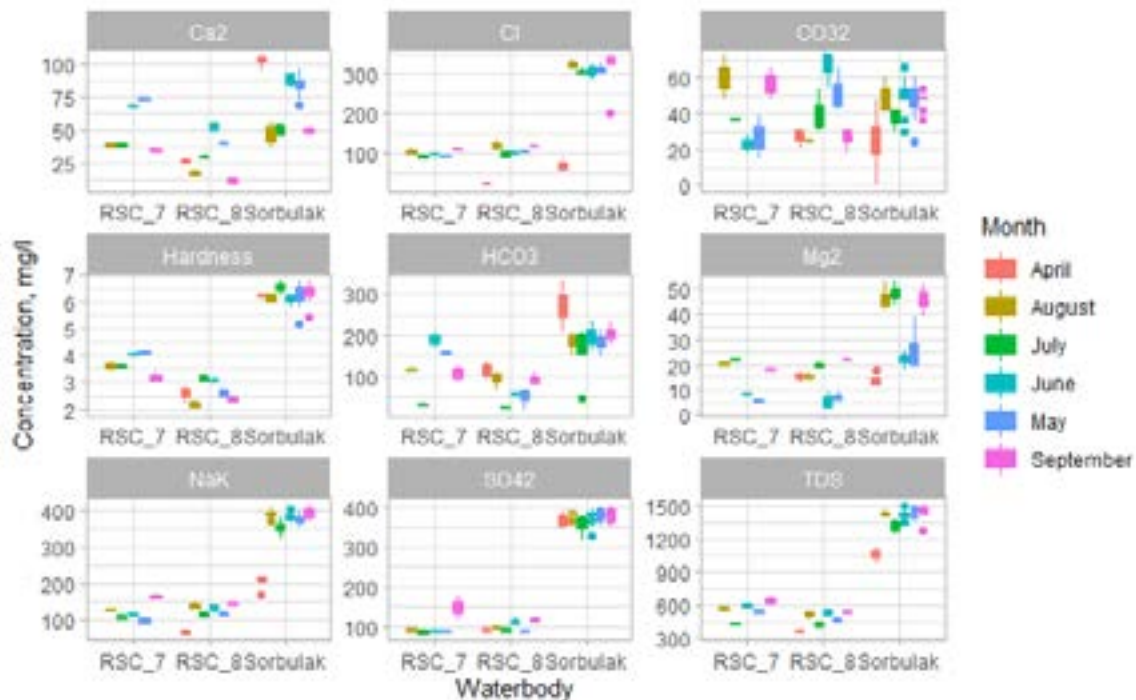 Ca2 Cl CO32
100 75 50 25
300 200 100
60 40 20 0
RSC_7 RSC_8 Sorbulak RSC_7 RSC_8 Sorbulak RSC_7 RSC_8 Sorbulak
Hardness HCO3 Mg2
7 6 5 4 3 2
300 200 100
50 40 30 20 10 0
RSC_7 RSC_8 Sorbulak RSC_7 RSC_8 Sorbulak RSC_7 RSC_8 Sorbulak
NaK SO42 TDS
400 300 200 100
400 300 200 100
1500 1200 900 600 300
RSC_7 RSC_8 Sorbulak RSC_7 RSC_8 Sorbulak RSC_7 RSC_8 Sorbulak
Concentration, mg/l
Waterbody
Month
April
August
July
June
May
September